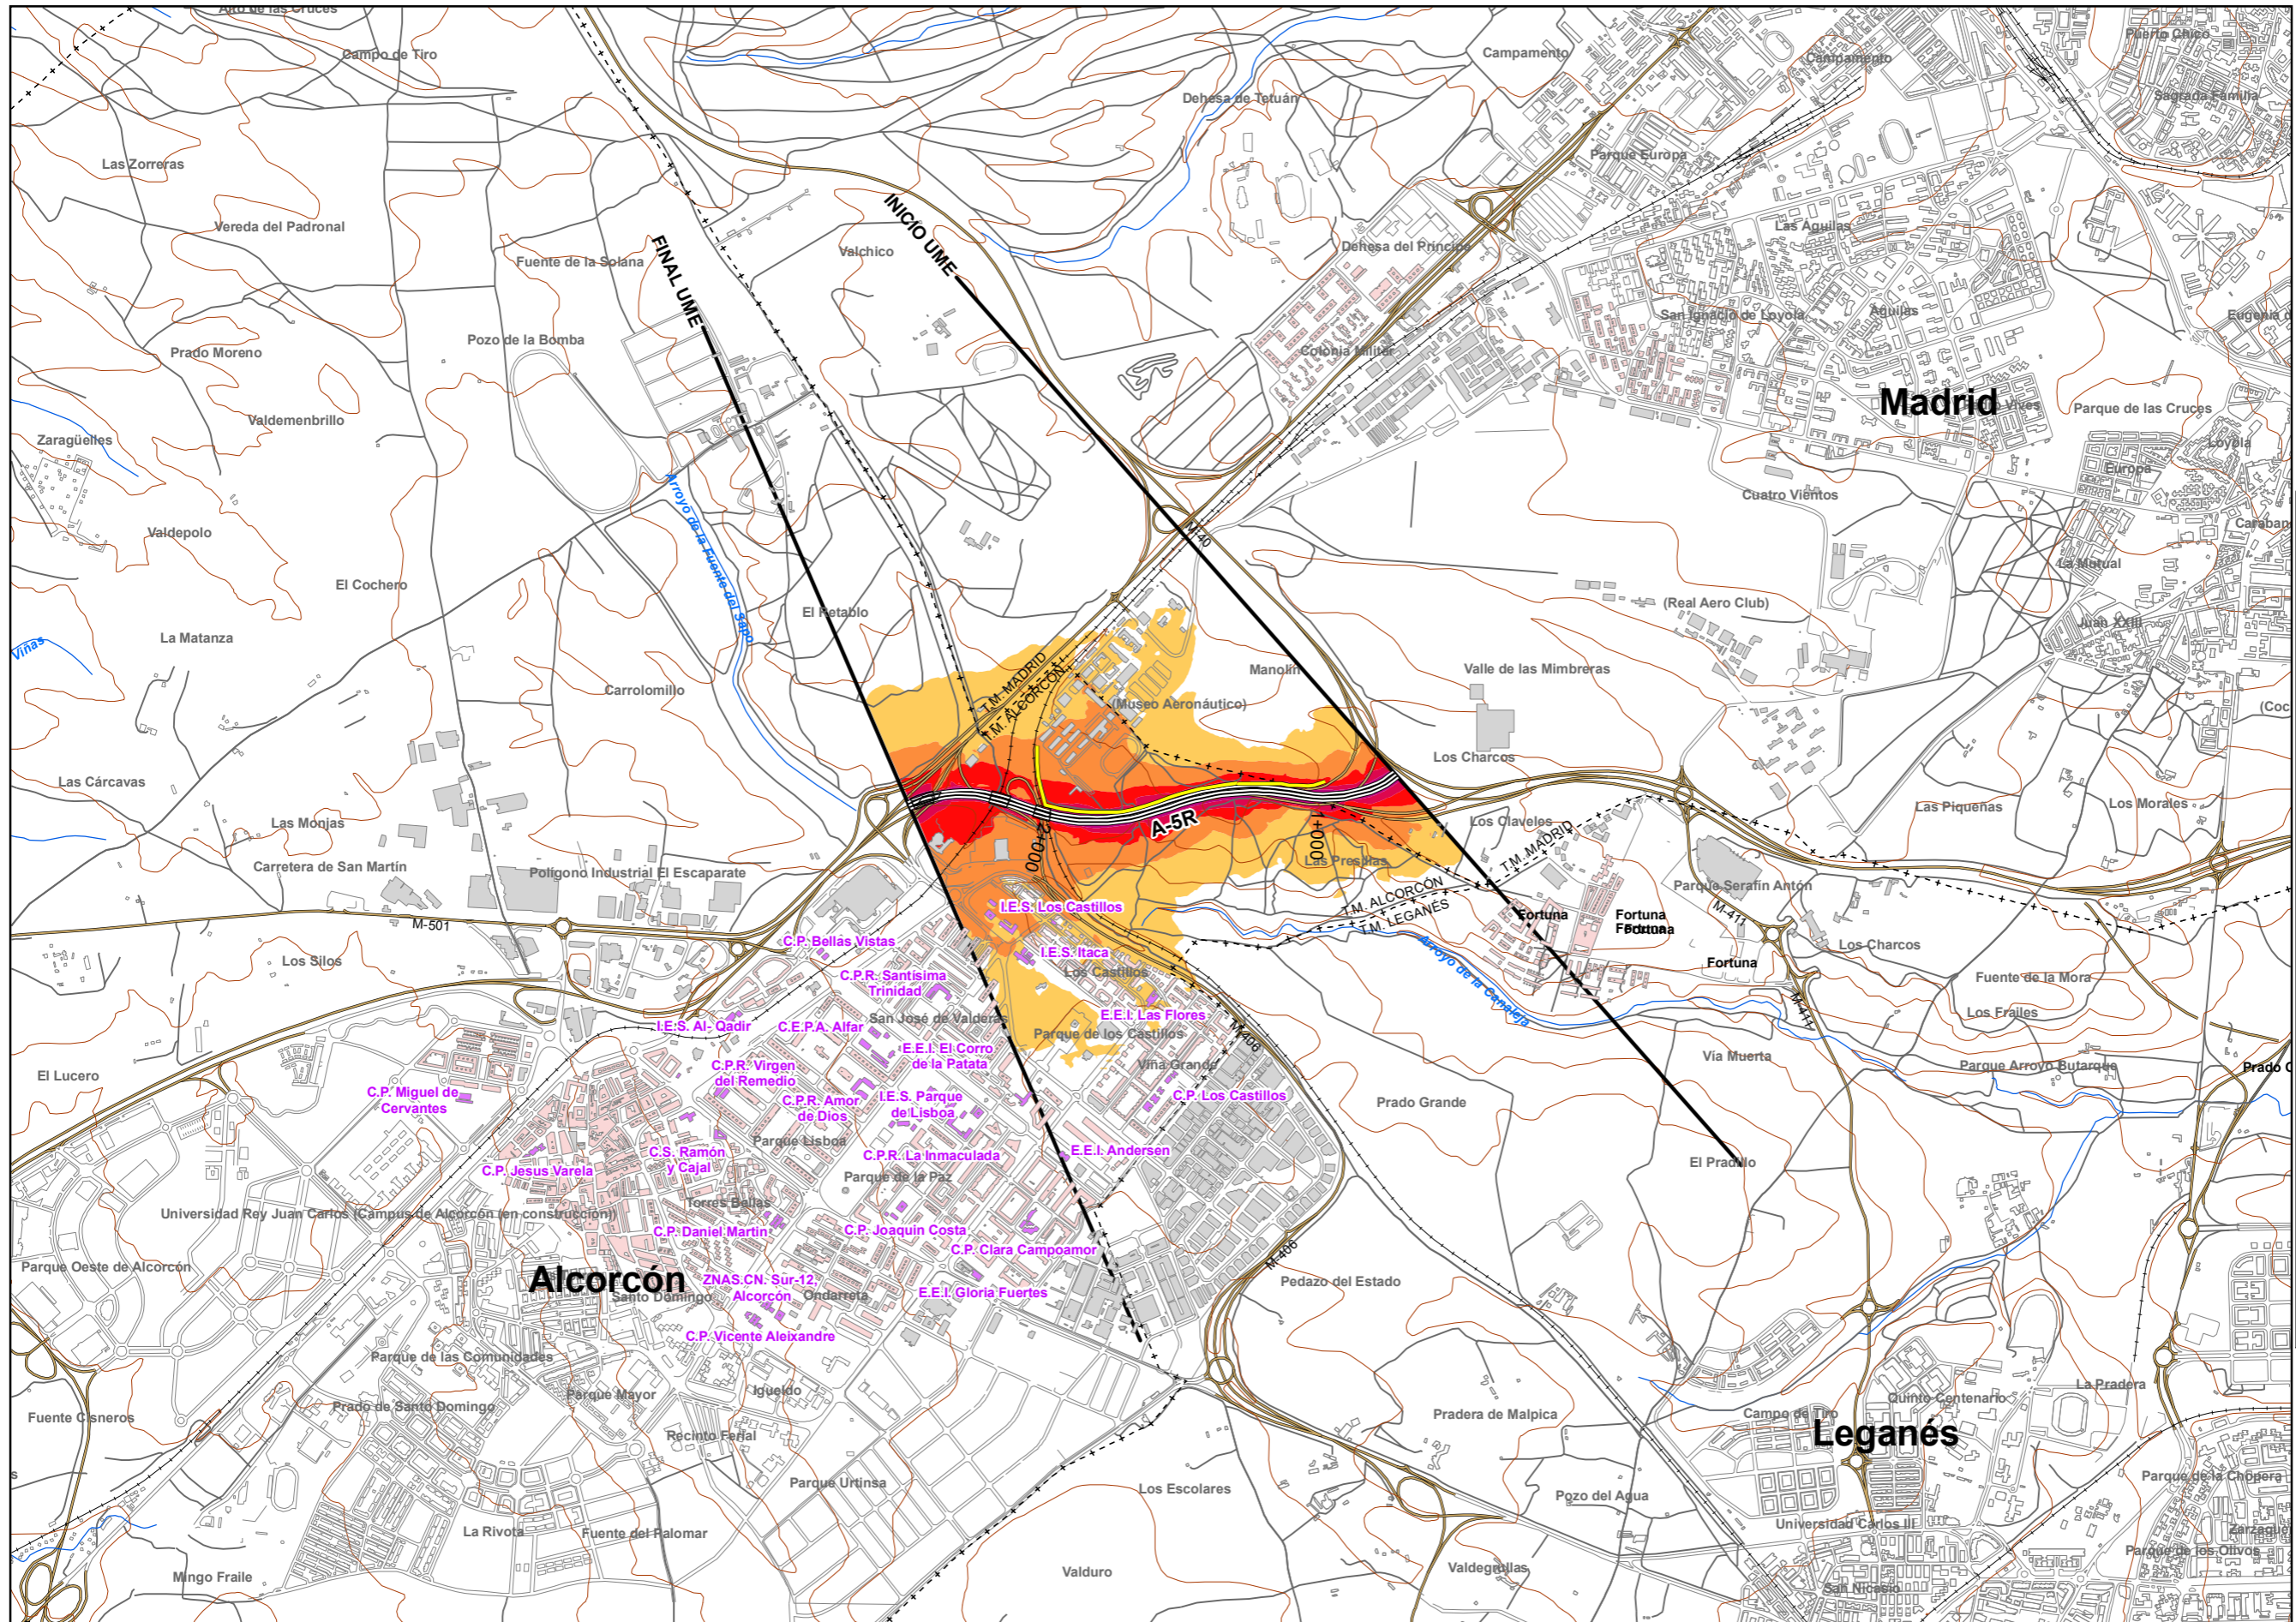 Alto de las Cruces
Campo de Tiro
Campamento
Campamento
Puerto Chico
Sagrada Familia
Dehesa de Tetuán
Las Zorreras
Parque Europa
Vereda del Padronal
Fuente de la Solana
FINAL UME
Valchico
INICIO UME
Dehesa del Príncipe
Las Aguilas
San Ignacio de Loyola
Aguilas
Eugenia d
Pozo de la Bomba
Prado Moreno
Colonia Militar
Madrid
Vives
Parque de las Cruces
Valdemenbrillo
Zaragüelles
Loyola
Europa
Cuatro Vientos
Arroyo de la Fuente del Sapo
M-40
Valdepolo
Caraban
La Mutual
El Cochero
(Real Aero Club)
El Retablo
Juan XXIII
La Matanza
Viñas
Carrolomillo
T.M. MADRID
T.M. ALCORCÓN
Manolín
Valle de las Mimbreras
(Museo Aeronáutico)
(Coc
Los Charcos
Las Cárcavas
Las Piqueñas
Los Morales
Las Monjas
A-5R
2+000
1+000
Los Claveles
T.M. MADRID
Carretera de San Martín
Polígono Industrial El Escaparate
Las Presillas
T.M. ALCORCÓN
T.M. LEGANÉS
Parque Serafín Antón
M-411
M-501
I.E.S. Los Castillos
Fortuna
Fortuna
Fortuna
Fortuna
C.P. Bellas Vistas
I.E.S. Itaca
Los Charcos
Los Silos
C.P.R. Santísima
Trinidad
Los Castillos
Arroyo de la Canaleja
Fortuna
Fuente de la Mora
I.E.S. Al- Qadir
C.E.P.A. Alfar
San José de Valderas
E.E.I. Las Flores
M-406
M-411
Los Frailes
Parque de los Castillos
E.E.I. El Corro
de la Patata
Vía Muerta
El Lucero
C.P.R. Virgen
del Remedio
Viña Grande
Parque Arroyo Butarque
Prado
C.P. Miguel de
Cervantes
C.P.R. Amor
de Dios
I.E.S. Parque
de Lisboa
C.P. Los Castillos
Prado Grande
Parque Lisboa
C.S. Ramón
y Cajal
C.P.R. La Inmaculada
E.E.I. Andersen
El Pradillo
C.P. Jesus Varela
Parque de la Paz
Torres Bellas
Universidad Rey Juan Carlos (Campus de Alcorcón (en construcción))
C.P. Daniel Martin
C.P. Joaquin Costa
C.P. Clara Campoamor
M-406
Parque Oeste de Alcorcón
Alcorcón
ZNAS.CN. Sur-12,
Alcorcón
Santo Domingo
Ondarreta
E.E.I. Gloria Fuertes
Pedazo del Estado
C.P. Vicente Aleixandre
Parque de las Comunidades
Parque Mayor
Igueldo
La Pradera
Quinto Centenario
Fuente Cisneros
Prado de Santo Domingo
Pradera de Malpica
Campo de Tiro
Leganés
Recinto Ferial
Parque Urtinsa
Los Escolares
Pozo del Agua
Parque de la Chopera
La Rivota
Fuente del Palomar
Universidad Carlos III
Zarzaque
Parque de los Olivos
Mingo Fraile
Valduro
Valdegrullas
San Nicasio